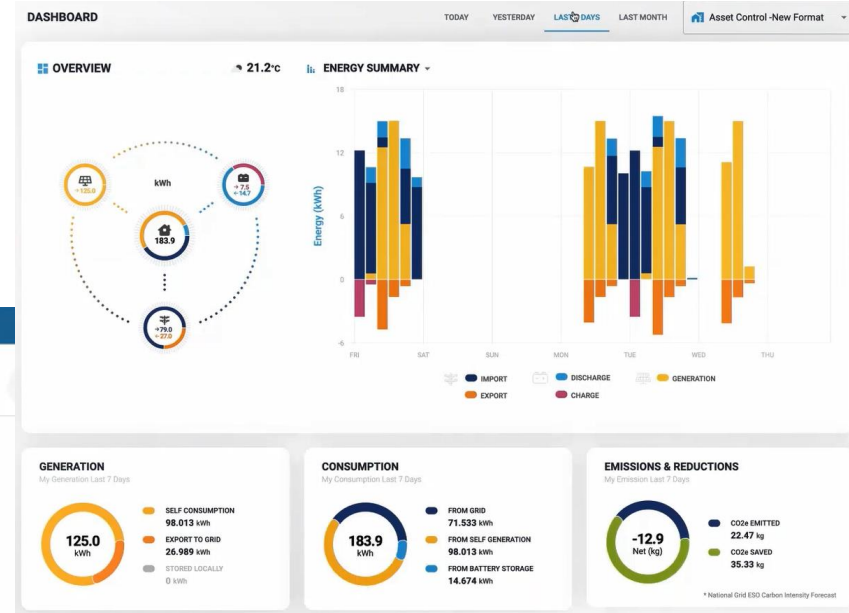 DASHBOARD
TODAY
YESTERDAY
DAYS
LAST MONTH
Asset Control -New Format
OVERVIEW
21.2°C
ENERGY SUMMARY
kWh
→125.0
→ 7.5
← 14.7
183.9
→79.0
←27.0
Energy (kWh)
18
12
6
0
-6
FRI
SAT
SUN
MON
TUE
WED
THU
IMPORT
DISCHARGE
GENERATION
EXPORT
CHARGE
GENERATION
My Generation Last 7 Days
125.0
kWh
SELF CONSUMPTION
98.013 kWh
EXPORT TO GRID
26.989 kWh
STORED LOCALLY
0 kWh
CONSUMPTION
My Consumption Last 7 Days
183.9
kWh
FROM GRID
71.533 kWh
FROM SELF GENERATION
98.013 kWh
FROM BATTERY STORAGE
14.674 kWh
EMISSIONS & REDUCTIONS
My Emission Last 7 Days
-12.9
Net (kg)
CO2e EMITTED
22.47 kg
CO2e SAVED
35.33 kg
* National Grid ESO Carbon Intensity Forecast